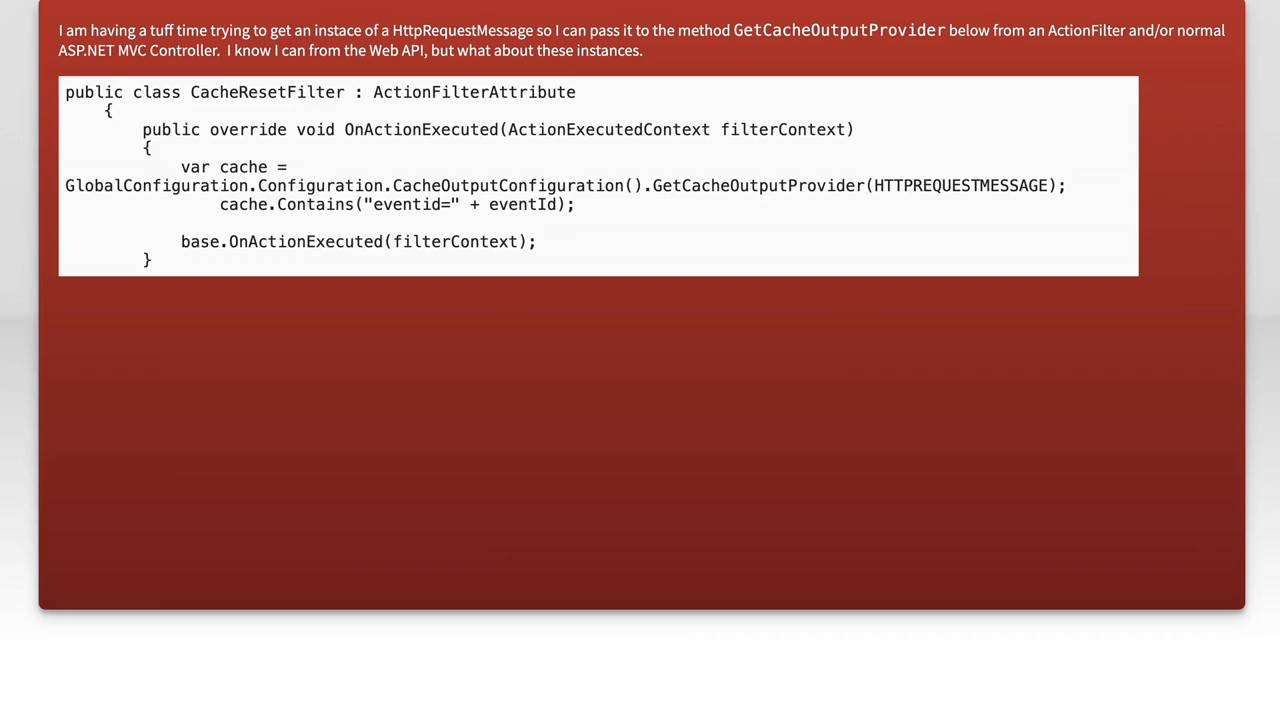 I am having a tuff time trying to get an instace of a HttpRequestMessage so I can pass it to the method GetCacheOutputProvider below from an ActionFilter and/or normal
ASP.NET MVC Controller.  I know I can from the Web API, but what about these instances.
public class CacheResetFilter : ActionFilterAttribute
    {
        public override void OnActionExecuted(ActionExecutedContext filterContext)
        {
            var cache =
GlobalConfiguration.Configuration.CacheOutputConfiguration().GetCacheOutputProvider(HTTPREQUESTMESSAGE);
                cache.Contains("eventid=" + eventId);

            base.OnActionExecuted(filterContext);
        }